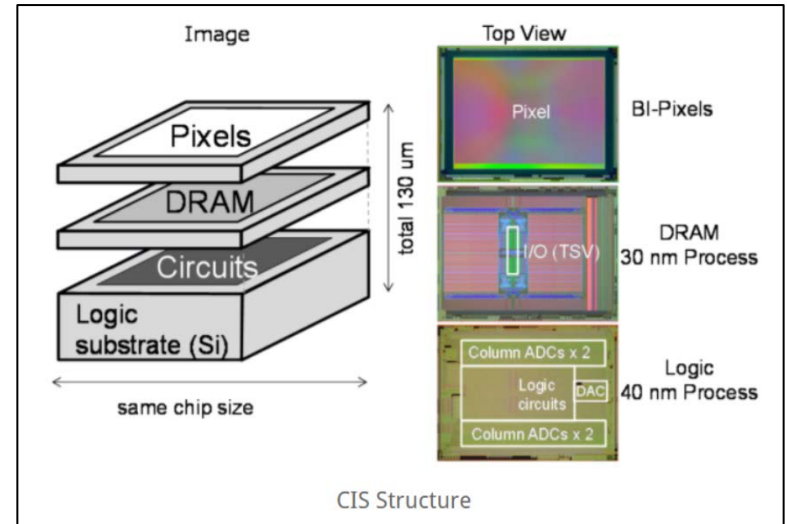 Image
Pixels
DRAM
Circuits
Logic
substrate (Si)
total 130 um
same chip size
Top View
Pixel
BI-Pixels
I/O (TSV)
DRAM
30 nm Process
Column ADCs x 2
Logic
circuits
DAC
Column ADCs x 2
Logic
40 nm Process
CIS Structure